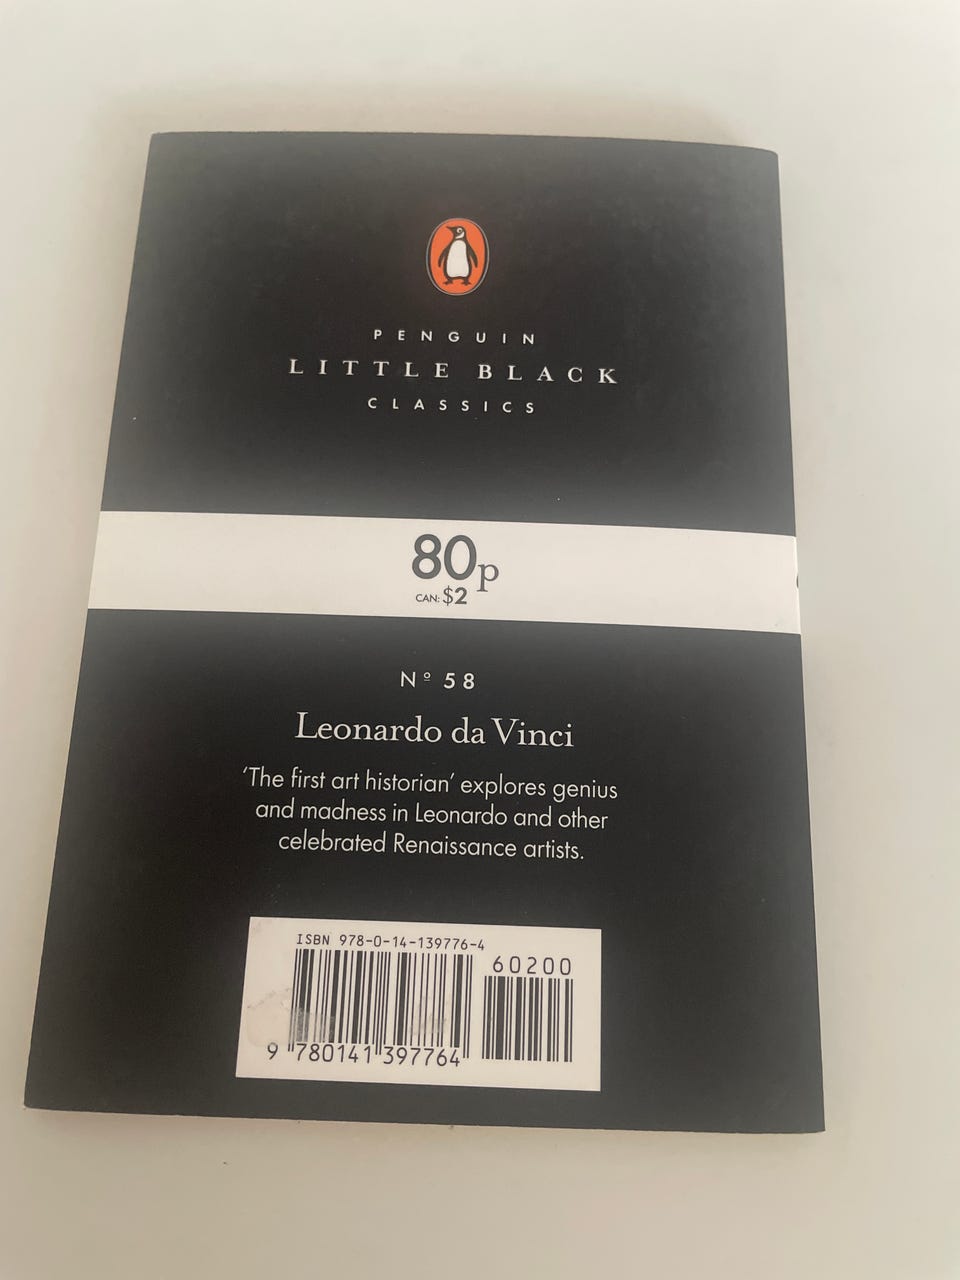 PENGUIN
LITTLE BLACK
CLASSICS
80p
CAN: $2
Nº 58
Leonardo da Vinci
‘The first art historian’ explores genius
and madness in Leonardo and other
celebrated Renaissance artists.
ISBN 978-0-14-139776-4
60200
9 780141 397764